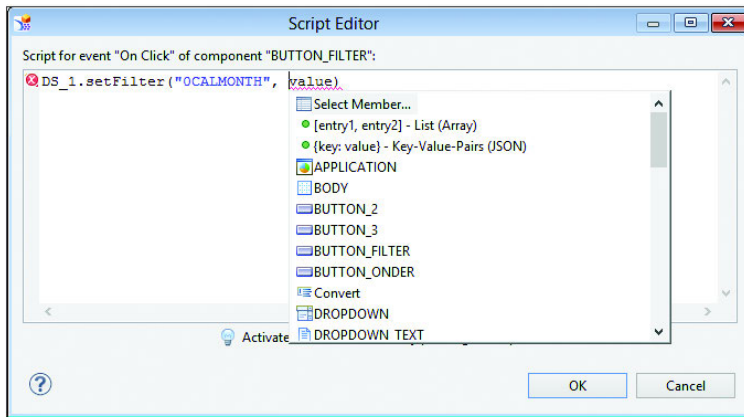 Script Editor
Script for event "On Click" of component "BUTTON_FILTER":
DS_1.setFilter("0CALMONTH", value)
Select Member...
[entry1, entry2] - List (Array)
{key: value} - Key-Value-Pairs (JSON)
APPLICATION
BODY
BUTTON_2
BUTTON_3
BUTTON_FILTER
BUTTON_ONDER
Convert
DROPDOWN
DROPDOWN_TEXT
Activate
OK
Cancel